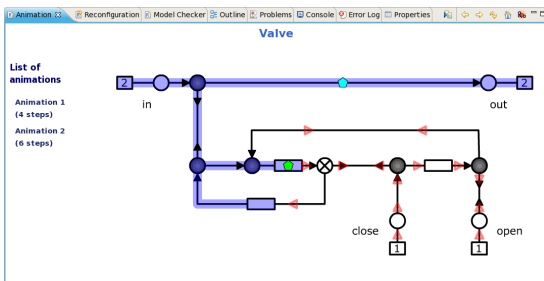 Animation Reconfiguration Model Checker Outline Problems Console Error Log Properties
Valve
List of
animations
Animation 1
(4 steps)
Animation 2
(6 steps)
2 2
in out
close open
1 1